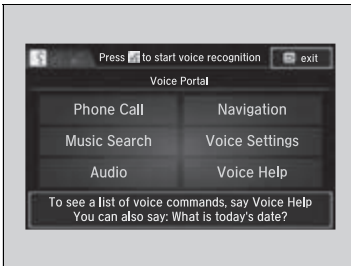 Press to start voice recognition exit
Voice Portal
Phone Call Navigation
Music Search Voice Settings
Audio Voice Help
To see a list of voice commands, say Voice Help
You can also say: What is today's date?